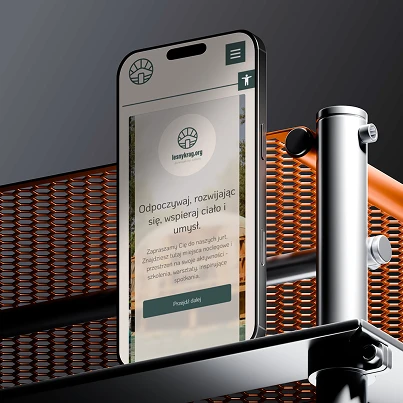 losnykrag.org
Odpoczywaj, rozwijając
się, wspieraj ciało i
umysł.
Zapraszamy Cię do naszych jurt.
Znajdziesz tutaj miejsca noclegowe i
przestrzeń na swoje aktywności -
szkolenia, warsztaty, inspirujące
spotkania.
Przejdź dalej